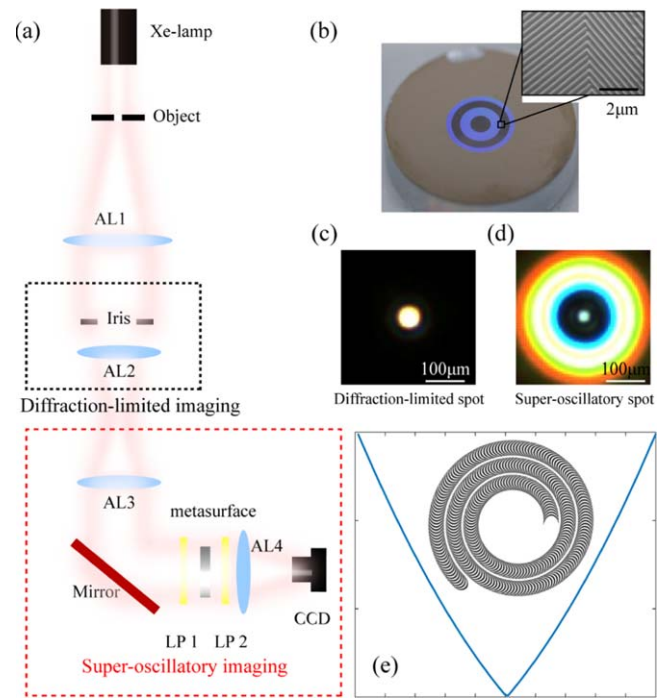 (a)
Xe-lamp
Object
AL1
Iris
AL2
Diffraction-limited imaging
AL3
metasurface
AL4
Mirror
CCD
LP 1
LP 2
Super-oscillatory imaging
(b)
2μm
(c)
100μm
Diffraction-limited spot
(d)
100μm
Super-oscillatory spot
(e)